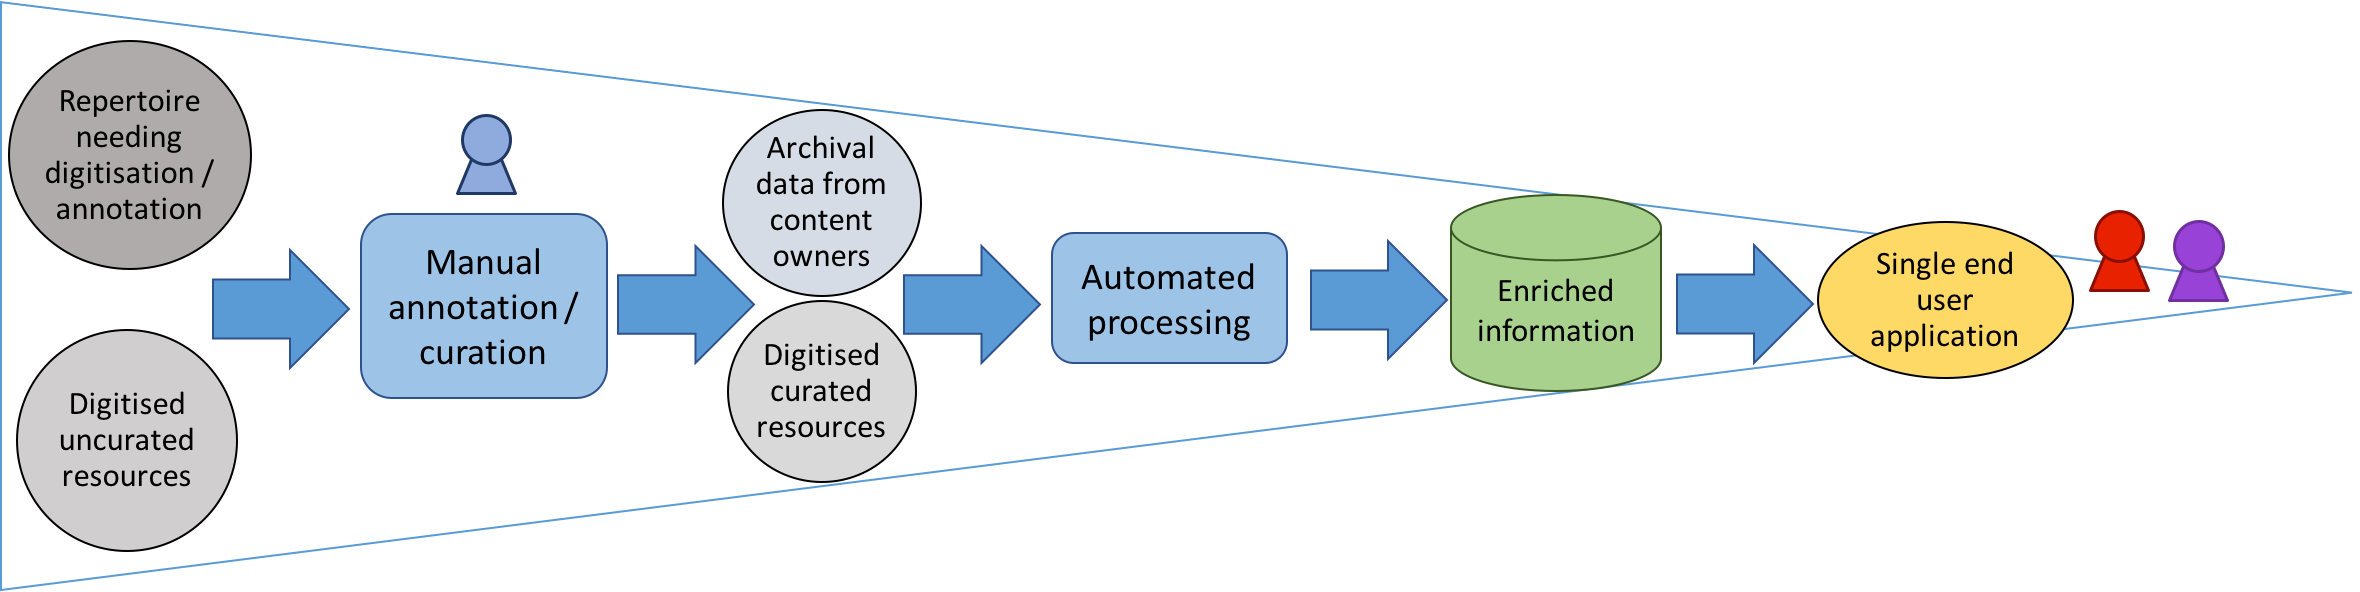 Repertoire
needing
digitisation /
annotation
Digitised
uncurated
resources
Manual
annotation /
curation
Archival
data from
content
owners
Digitised
curated
resources
Automated
processing
Enriched
information
Single end
user
application